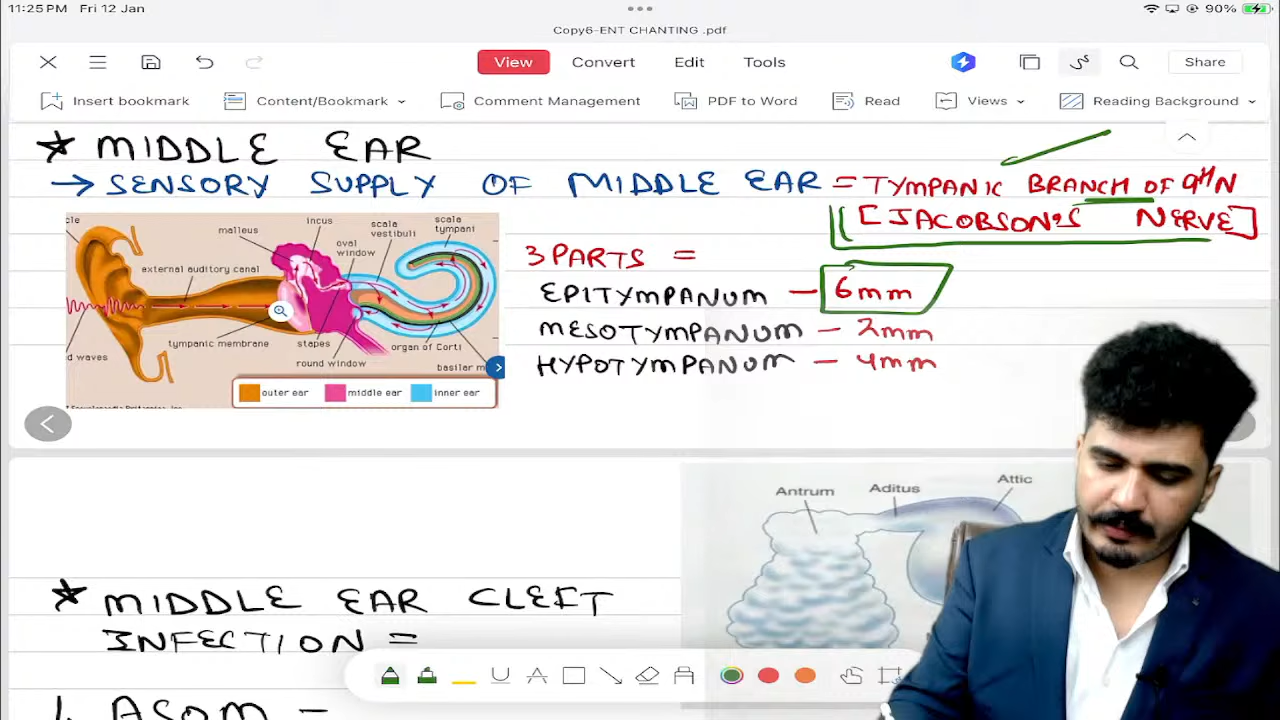 11:25 PM Fri 12 Jan
90%
Copy6-ENT CHANTING .pdf
View Convert Edit Tools
Share
Insert bookmark Content/Bookmark Comment Management PDF to Word Read Views Reading Background
MIDDLE EAR
→ SENSORY SUPPLY OF MIDDLE EAR = TYMPANIC BRANCH OF 9th N
[JACOBSON'S NERVE]
cle
malleus
incus
scala vestibuli
scala tympani
oval window
external auditory canal
d waves
tympanic membrane
stapes
round window
organ of Corti
basilar m
outer ear middle ear inner ear
3 PARTS =
EPITYMPANUM – 6mm
MESOTYMPANUM – 2mm
HYPOTYMPANUM – 4mm
Antrum Aditus Attic
MIDDLE EAR CLEFT
INFECTION =
1. ASOM –